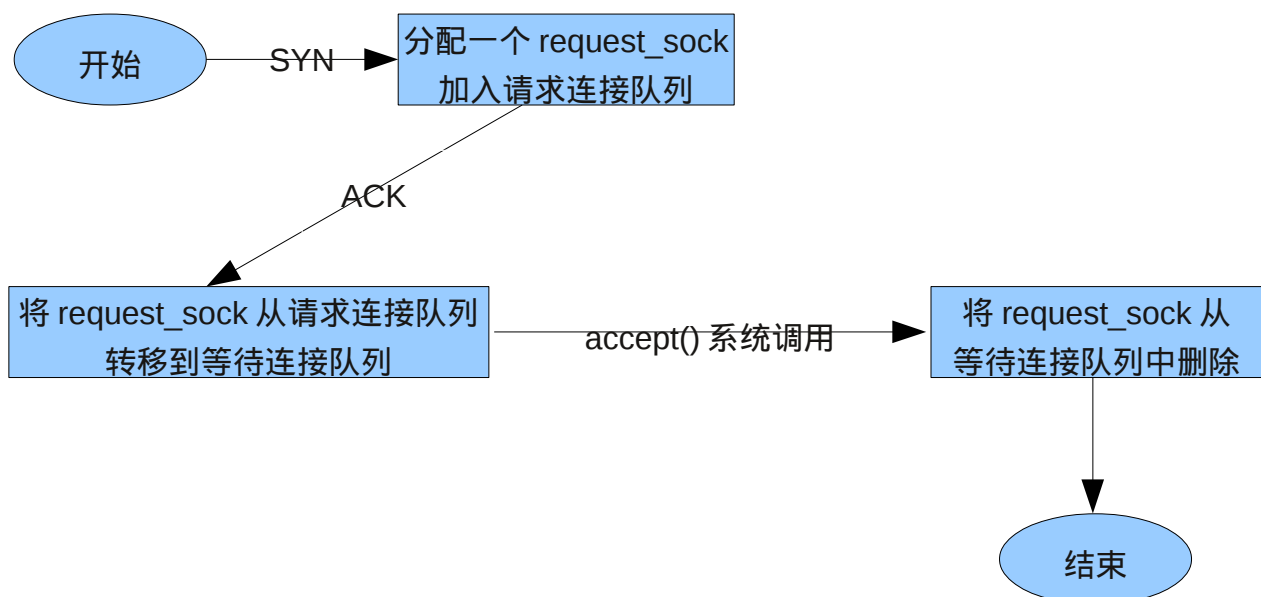 开始
SYN
分配一个 request_sock
加入请求连接队列
ACK
将 request_sock 从请求连接队列
转移到等待连接队列
accept() 系统调用
将 request_sock 从
等待连接队列中删除
结束